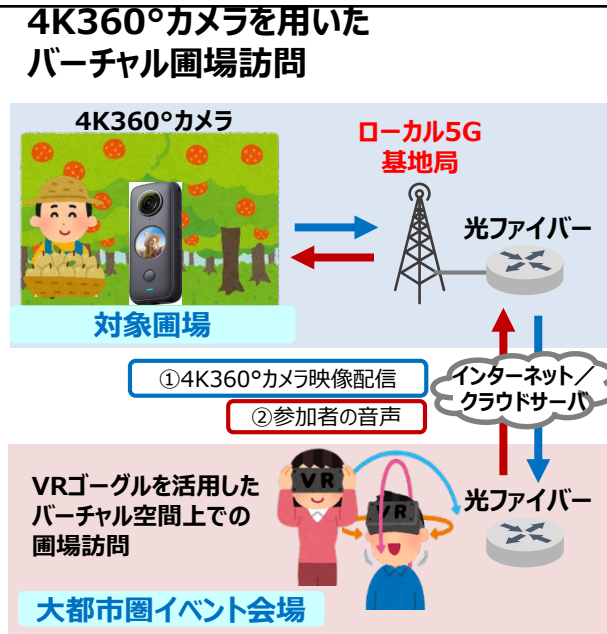 4K360°カメラを用いた
バーチャル圃場訪問
4K360°カメラ
ローカル5G
基地局
光ファイバー
対象圃場
①4K360°カメラ映像配信
②参加者の音声
インターネット／
クラウドサーバ
VRゴーグルを活用した
バーチャル空間上での
圃場訪問
VR
VR
光ファイバー
大都市圏イベント会場